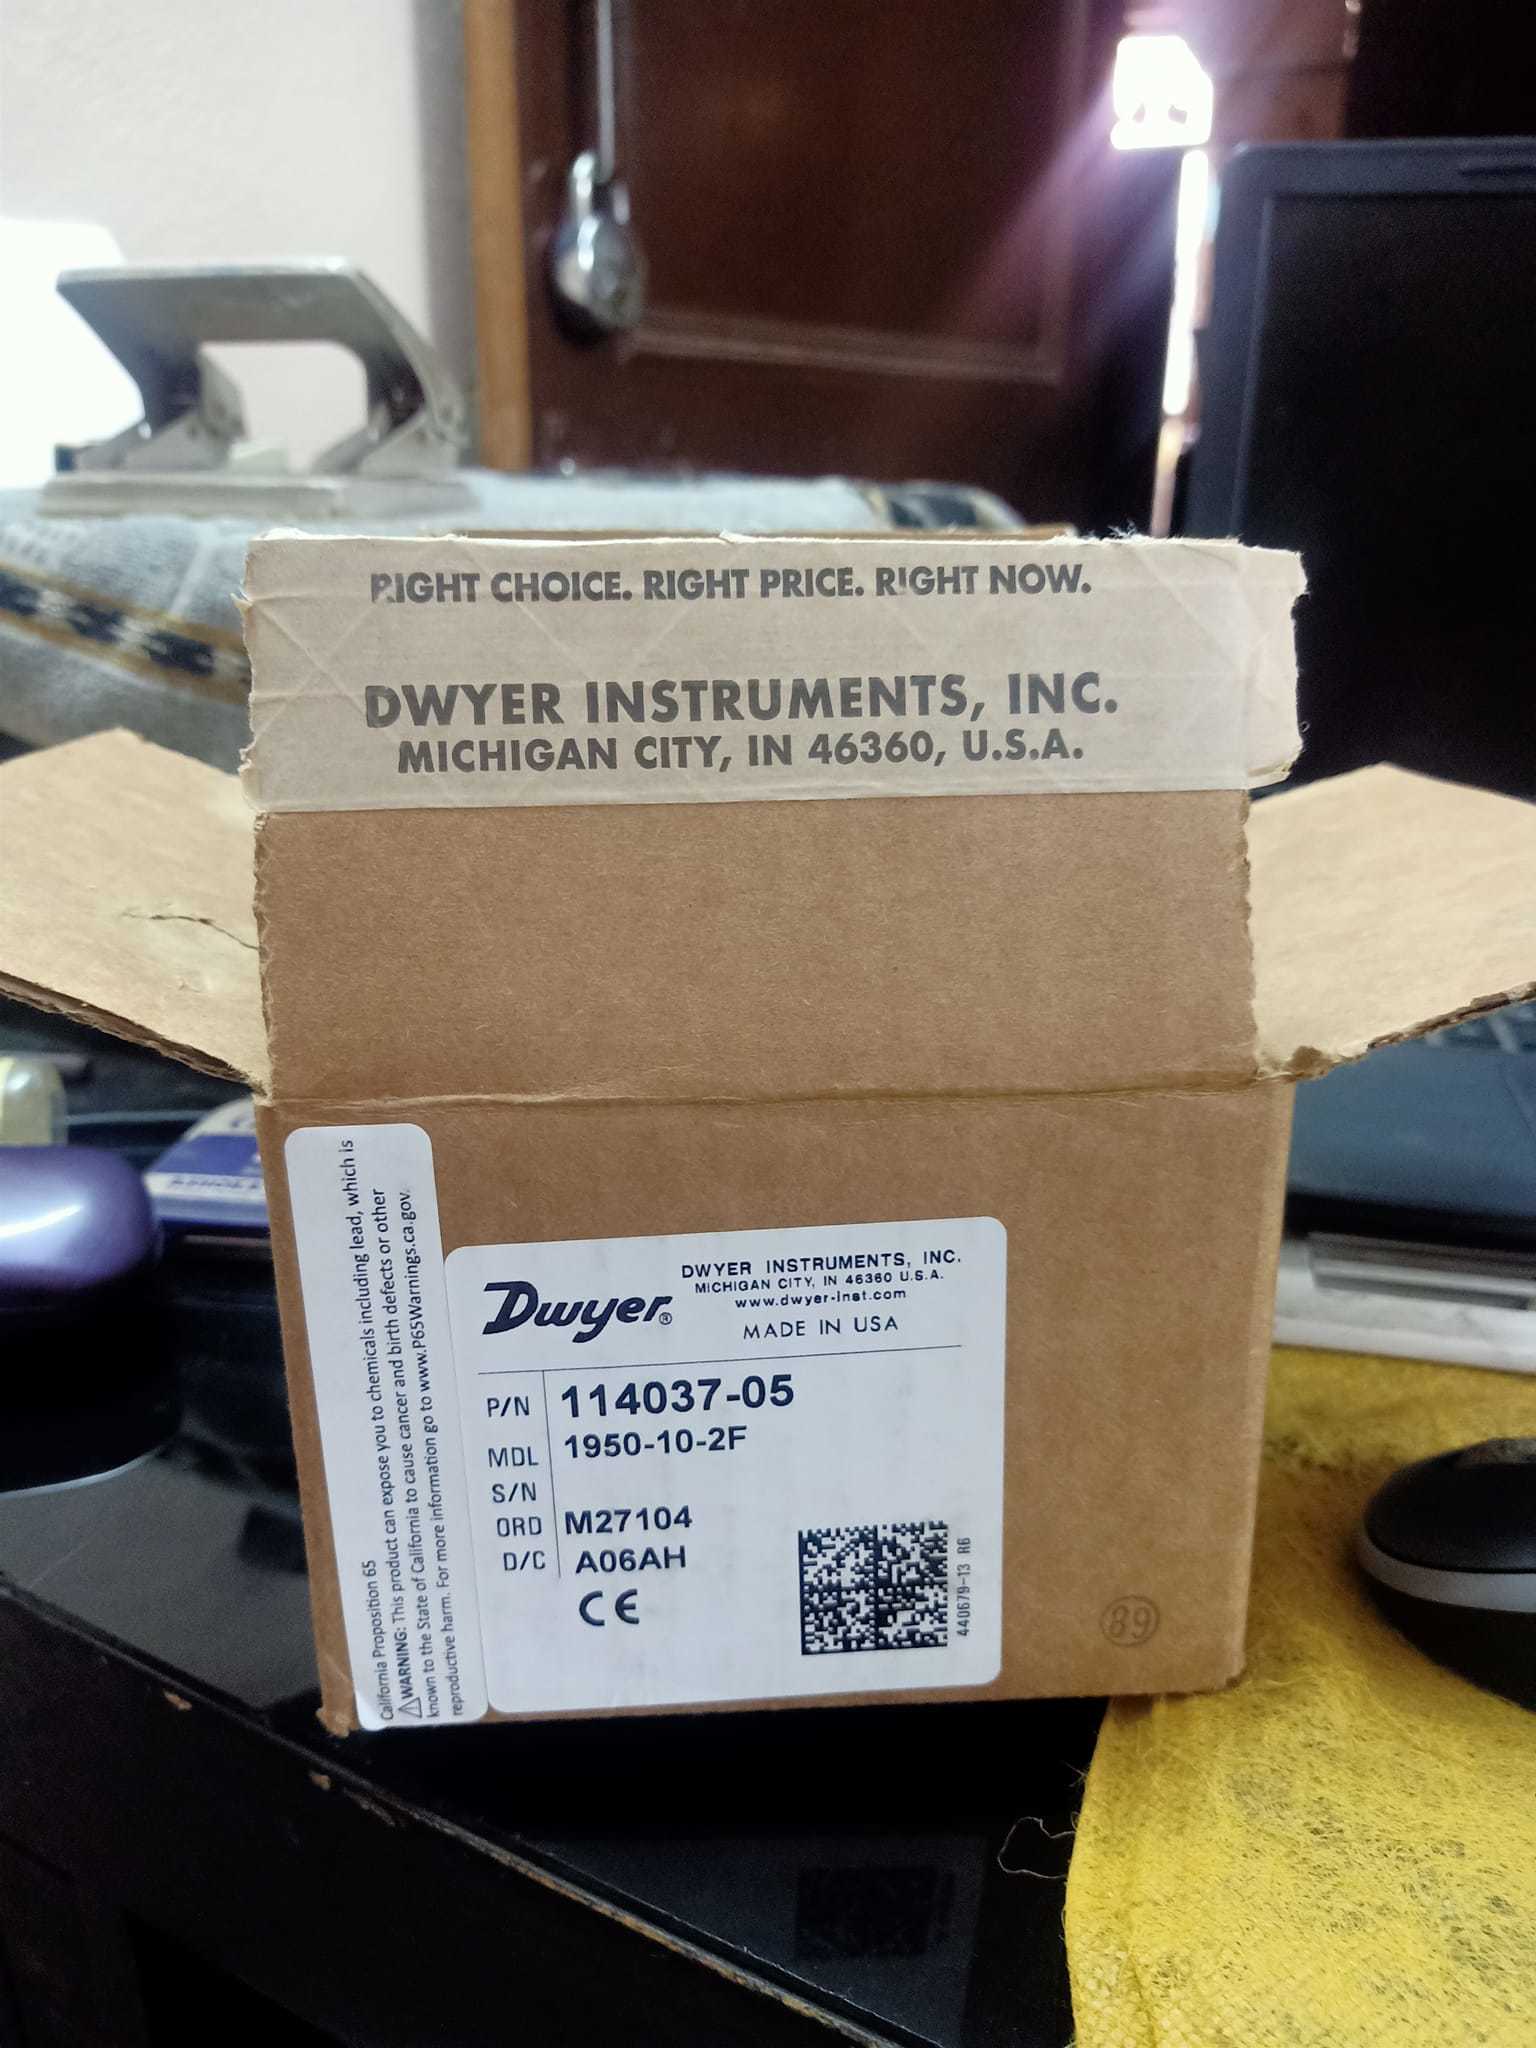 RIGHT CHOICE. RIGHT PRICE. RIGHT NOW.
DWYER INSTRUMENTS, INC.
MICHIGAN CITY, IN 46360, U.S.A.
California Proposition 65
⚠WARNING: This product can expose you to chemicals including lead, which is
known to the State of California to cause cancer and birth defects or other
reproductive harm. For more information go to www.P65Warnings.ca.gov.
Dwyer®
DWYER INSTRUMENTS, INC.
MICHIGAN CITY, IN 46360 U.S.A.
www.dwyer-inst.com
MADE IN USA
P/N 114037-05
MDL 1950-10-2F
S/N
ORD M27104
D/C A06AH
CE
440679-13 R6
89